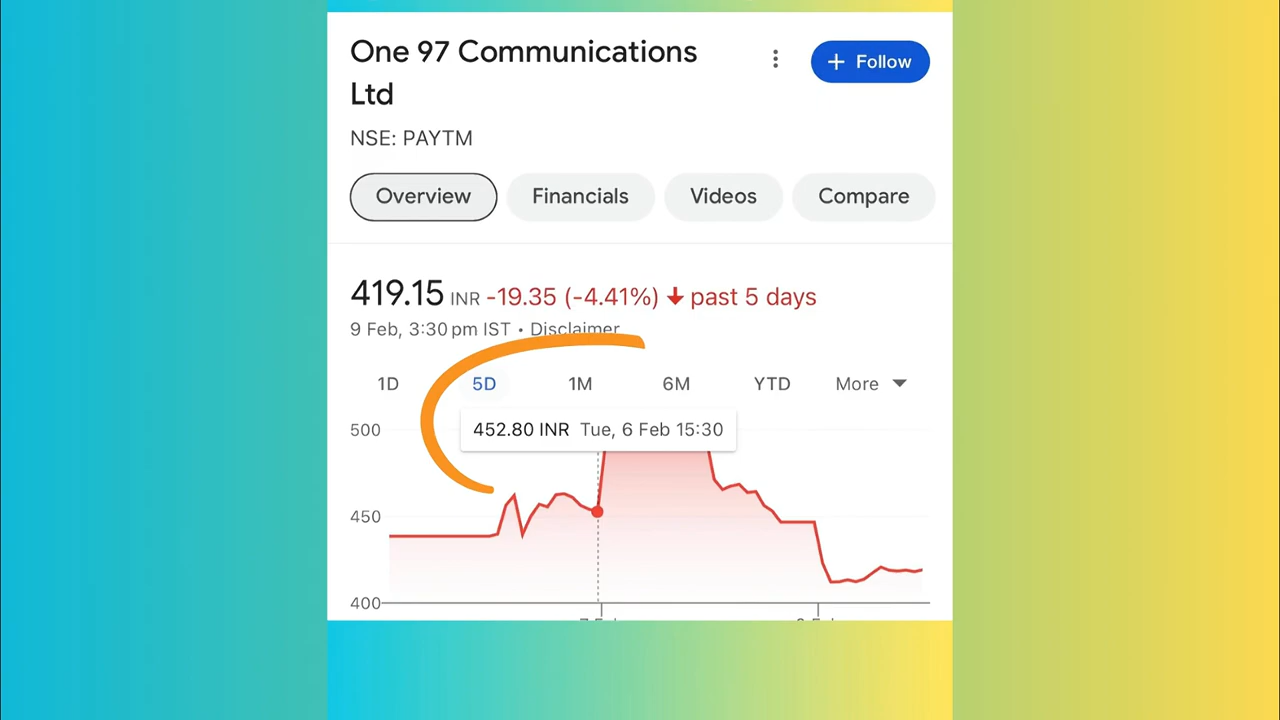 One 97 Communications
Ltd
+ Follow
NSE: PAYTM
Overview Financials Videos Compare
419.15 INR -19.35 (-4.41%) ↓ past 5 days
9 Feb, 3:30 pm IST • Disclaimer
1D 5D 1M 6M YTD More
452.80 INR Tue, 6 Feb 15:30
500
450
400